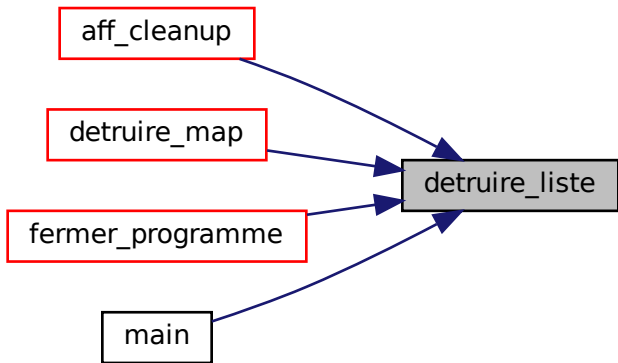 aff_cleanup
detruire_map
detruire_liste
fermer_programme
main